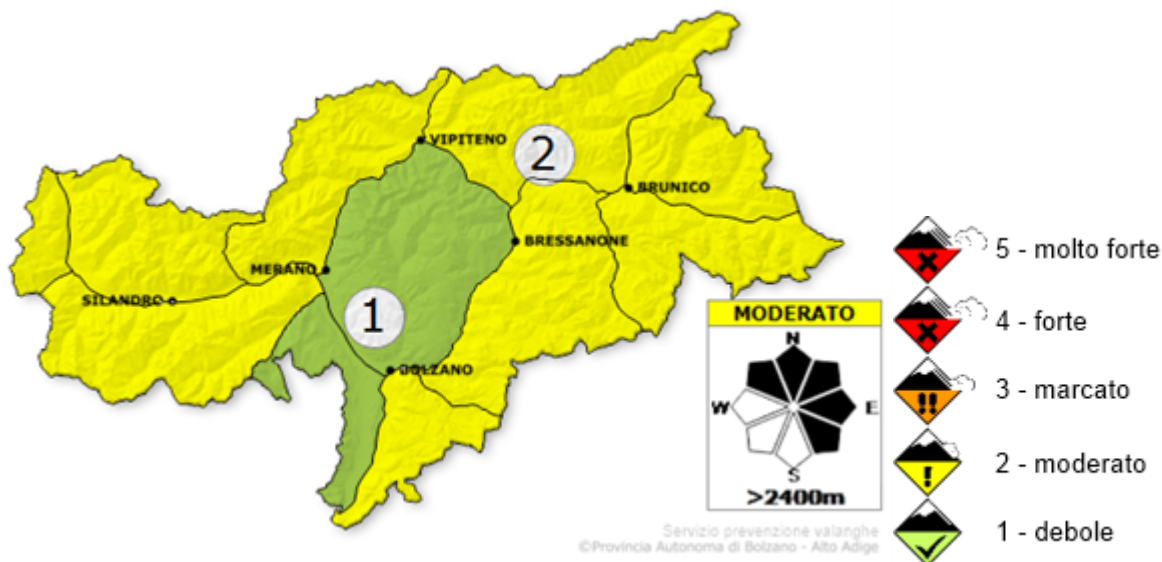 VIPITENO
2
BRUNICO
BRESSANONE
MERANO
SILANDRO
1
BOLZANO
MODERATO
N
W
E
S
>2400m
Servizio prevenzione valanghe
©Provincia Autonoma di Bolzano - Alto Adige
5 - molto forte
4 - forte
!!
3 - marcato
!
2 - moderato
1 - debole